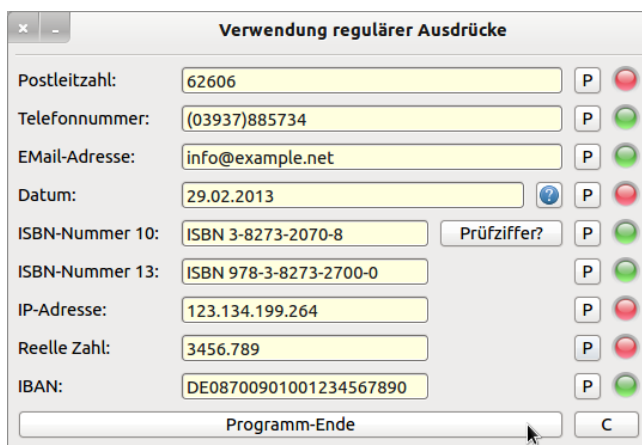 Verwendung regulärer Ausdrücke
Postleitzahl: 62606 P
Telefonnummer: (03937)885734 P
EMail-Adresse: info@example.net P
Datum: 29.02.2013 ? P
ISBN-Nummer 10: ISBN 3-8273-2070-8 Prüfziffer? P
ISBN-Nummer 13: ISBN 978-3-8273-2700-0 P
IP-Adresse: 123.134.199.264 P
Reelle Zahl: 3456.789 P
IBAN: DE08700901001234567890 P
Programm-Ende C